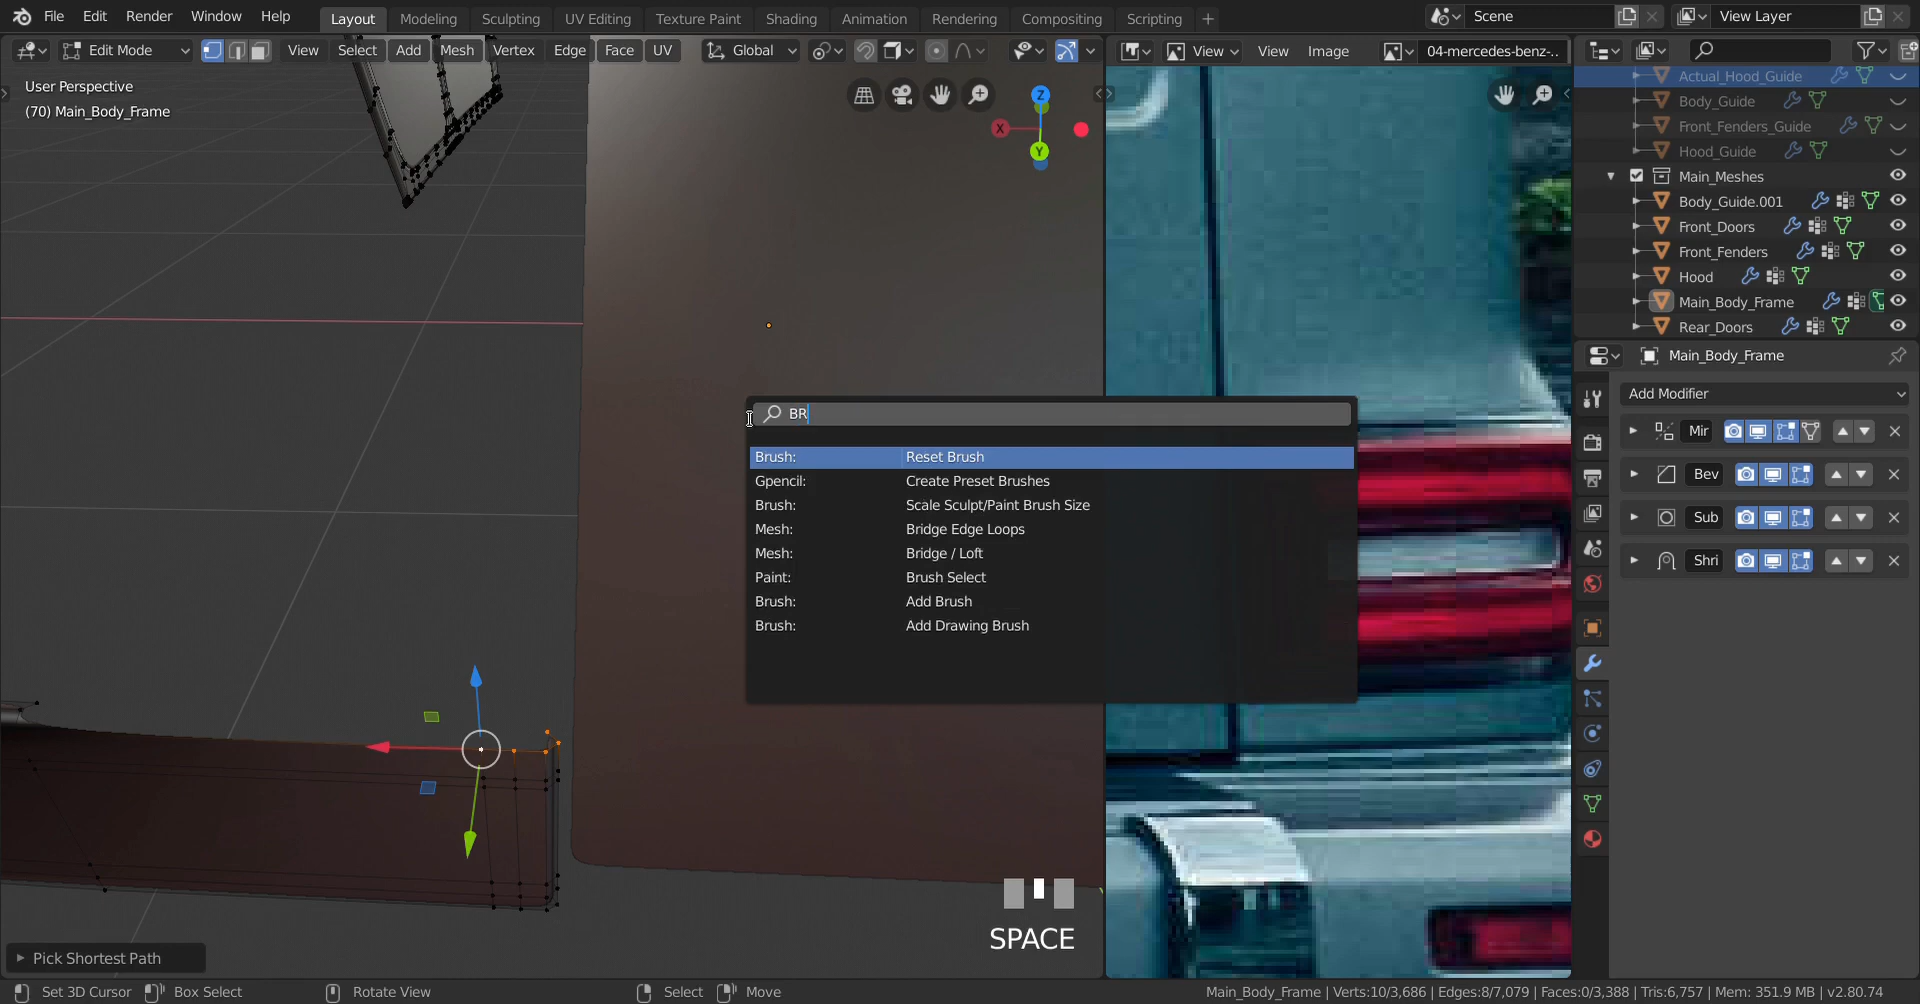 File Edit Render Window Help Layout Modeling Sculpting UV Editing Texture Paint Shading Animation Rendering Compositing Scripting + Scene View Layer
Edit Mode View Select Add Mesh Vertex Edge Face UV Global View View Image 04-mercedes-benz-..
User Perspective
(70) Main_Body_Frame
Z
X
Y
Actual_Hood_Guide
Body_Guide
Front_Fenders_Guide
Hood_Guide
Main_Meshes
Body_Guide.001
Front_Doors
Front_Fenders
Hood
Main_Body_Frame
Rear_Doors
Main_Body_Frame
Add Modifier
Mir
Bev
Sub
Shri
BR
Brush: Reset Brush
Gpencil: Create Preset Brushes
Brush: Scale Sculpt/Paint Brush Size
Mesh: Bridge Edge Loops
Mesh: Bridge / Loft
Paint: Brush Select
Brush: Add Brush
Brush: Add Drawing Brush
SPACE
Pick Shortest Path
Set 3D Cursor Box Select Rotate View Select Move Main_Body_Frame | Verts:10/3,686 | Edges:8/7,079 | Faces:0/3,388 | Tris:6,757 | Mem: 351.9 MB | v2.80.74